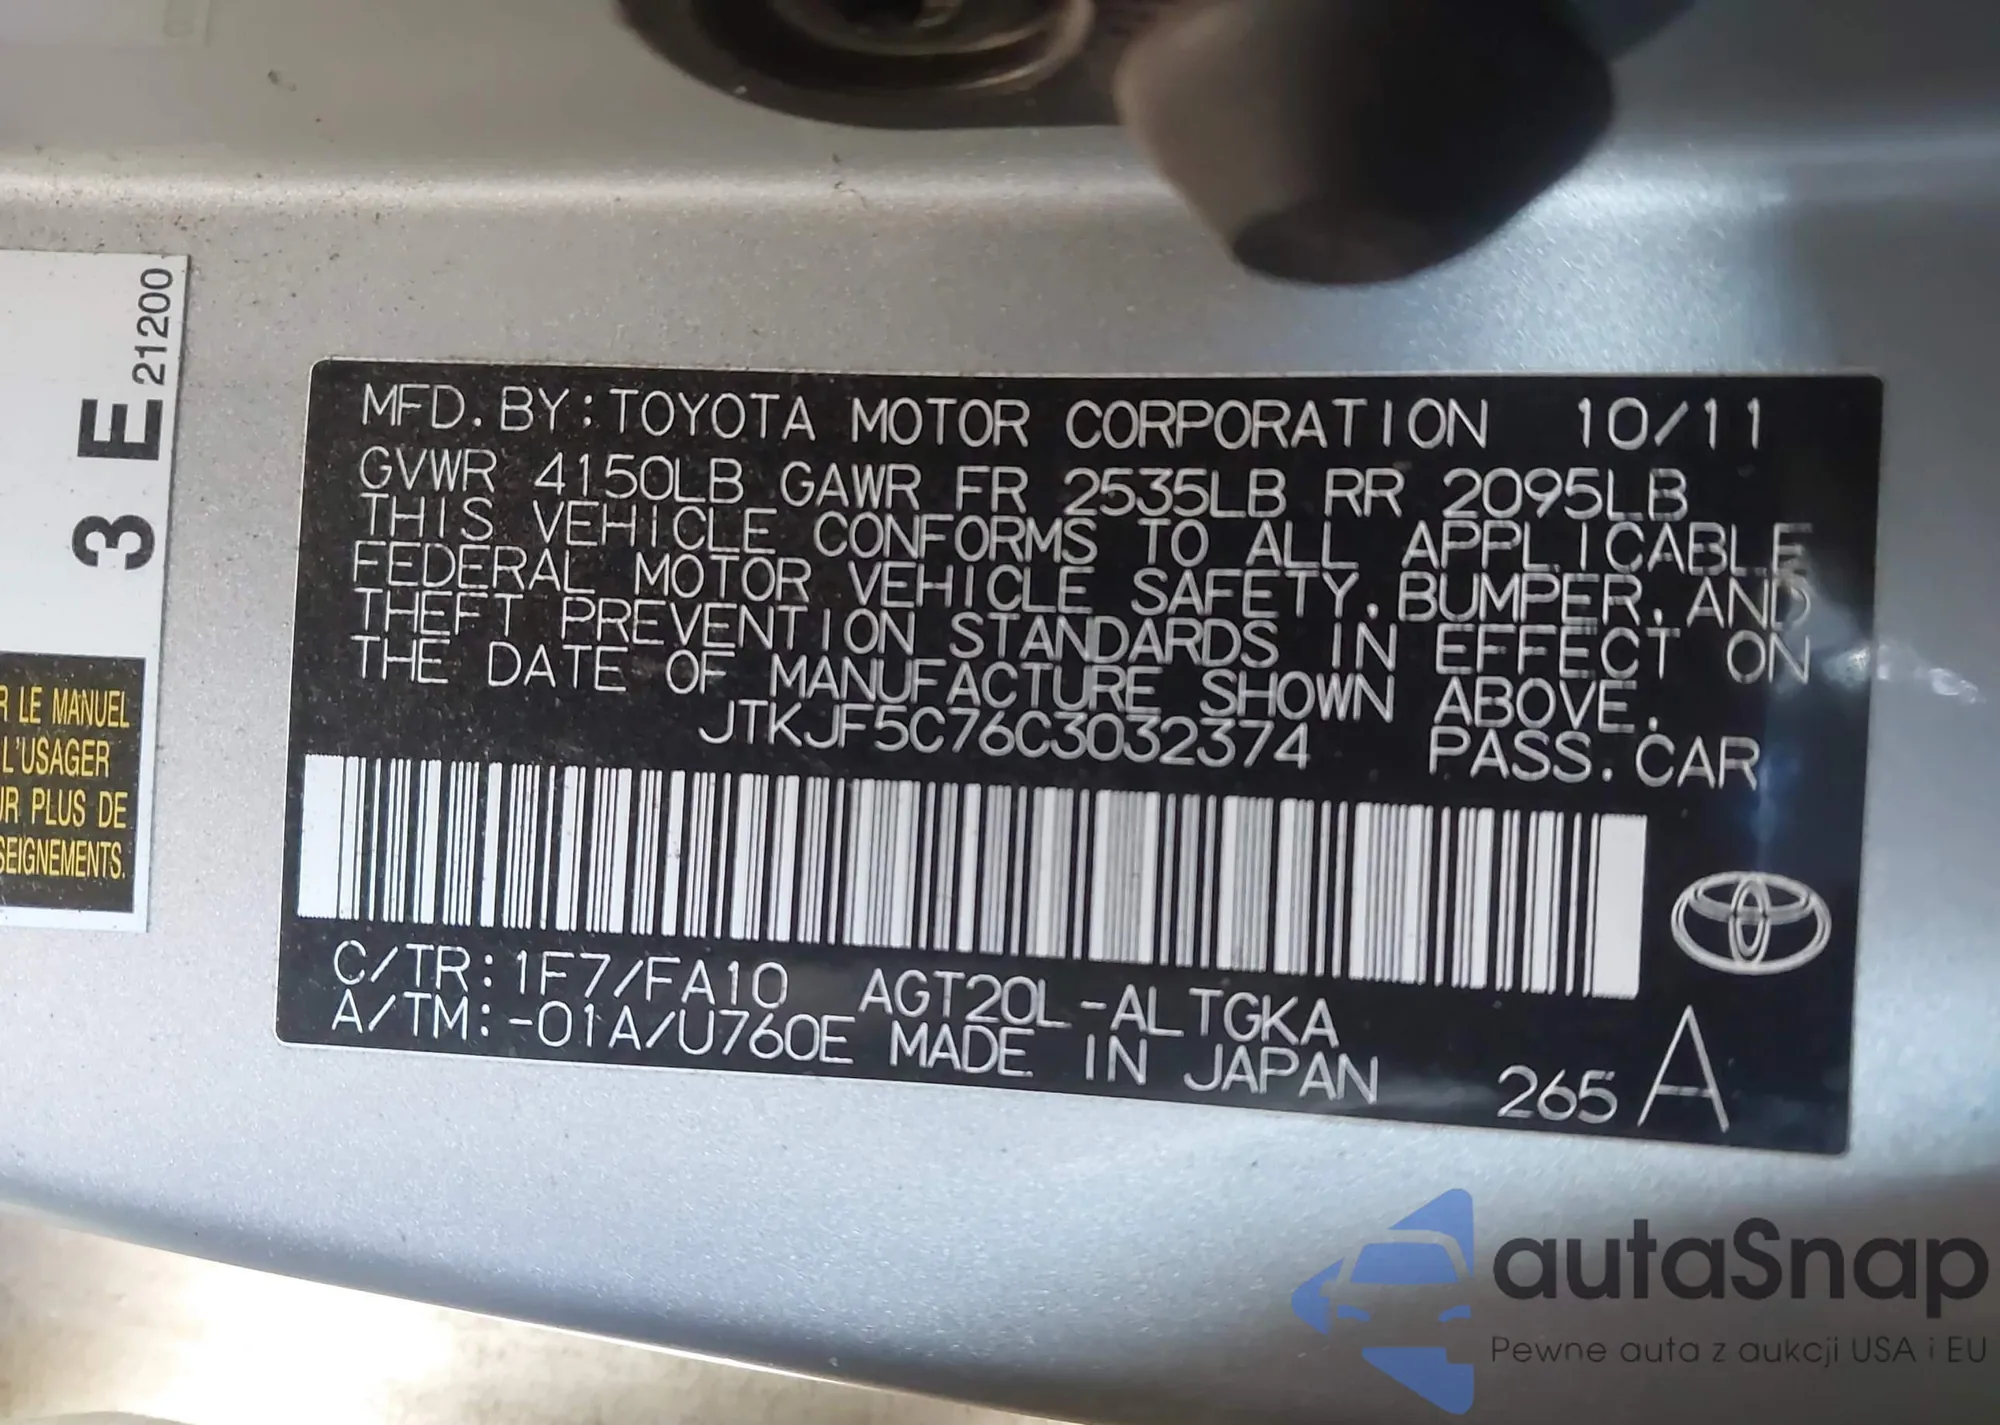 3 E 21200
R LE MANUEL
L'USAGER
UR PLUS DE
SEIGNEMENTS.
MFD. BY: TOYOTA MOTOR CORPORATION 10/11
GVWR 4150LB GAWR FR 2535LB RR 2095LB
THIS VEHICLE CONFORMS TO ALL APPLICABLE
FEDERAL MOTOR VEHICLE SAFETY, BUMPER, AND
THEFT PREVENTION STANDARDS IN EFFECT ON
THE DATE OF MANUFACTURE SHOWN ABOVE.
JTKJF5C76C3032374 PASS. CAR
C/TR: 1F7/FA10 AGT20L-ALTGKA
A/TM: -01A/U760E MADE IN JAPAN 265 A
autaSnap
Pewne auta z aukcji USA i EU